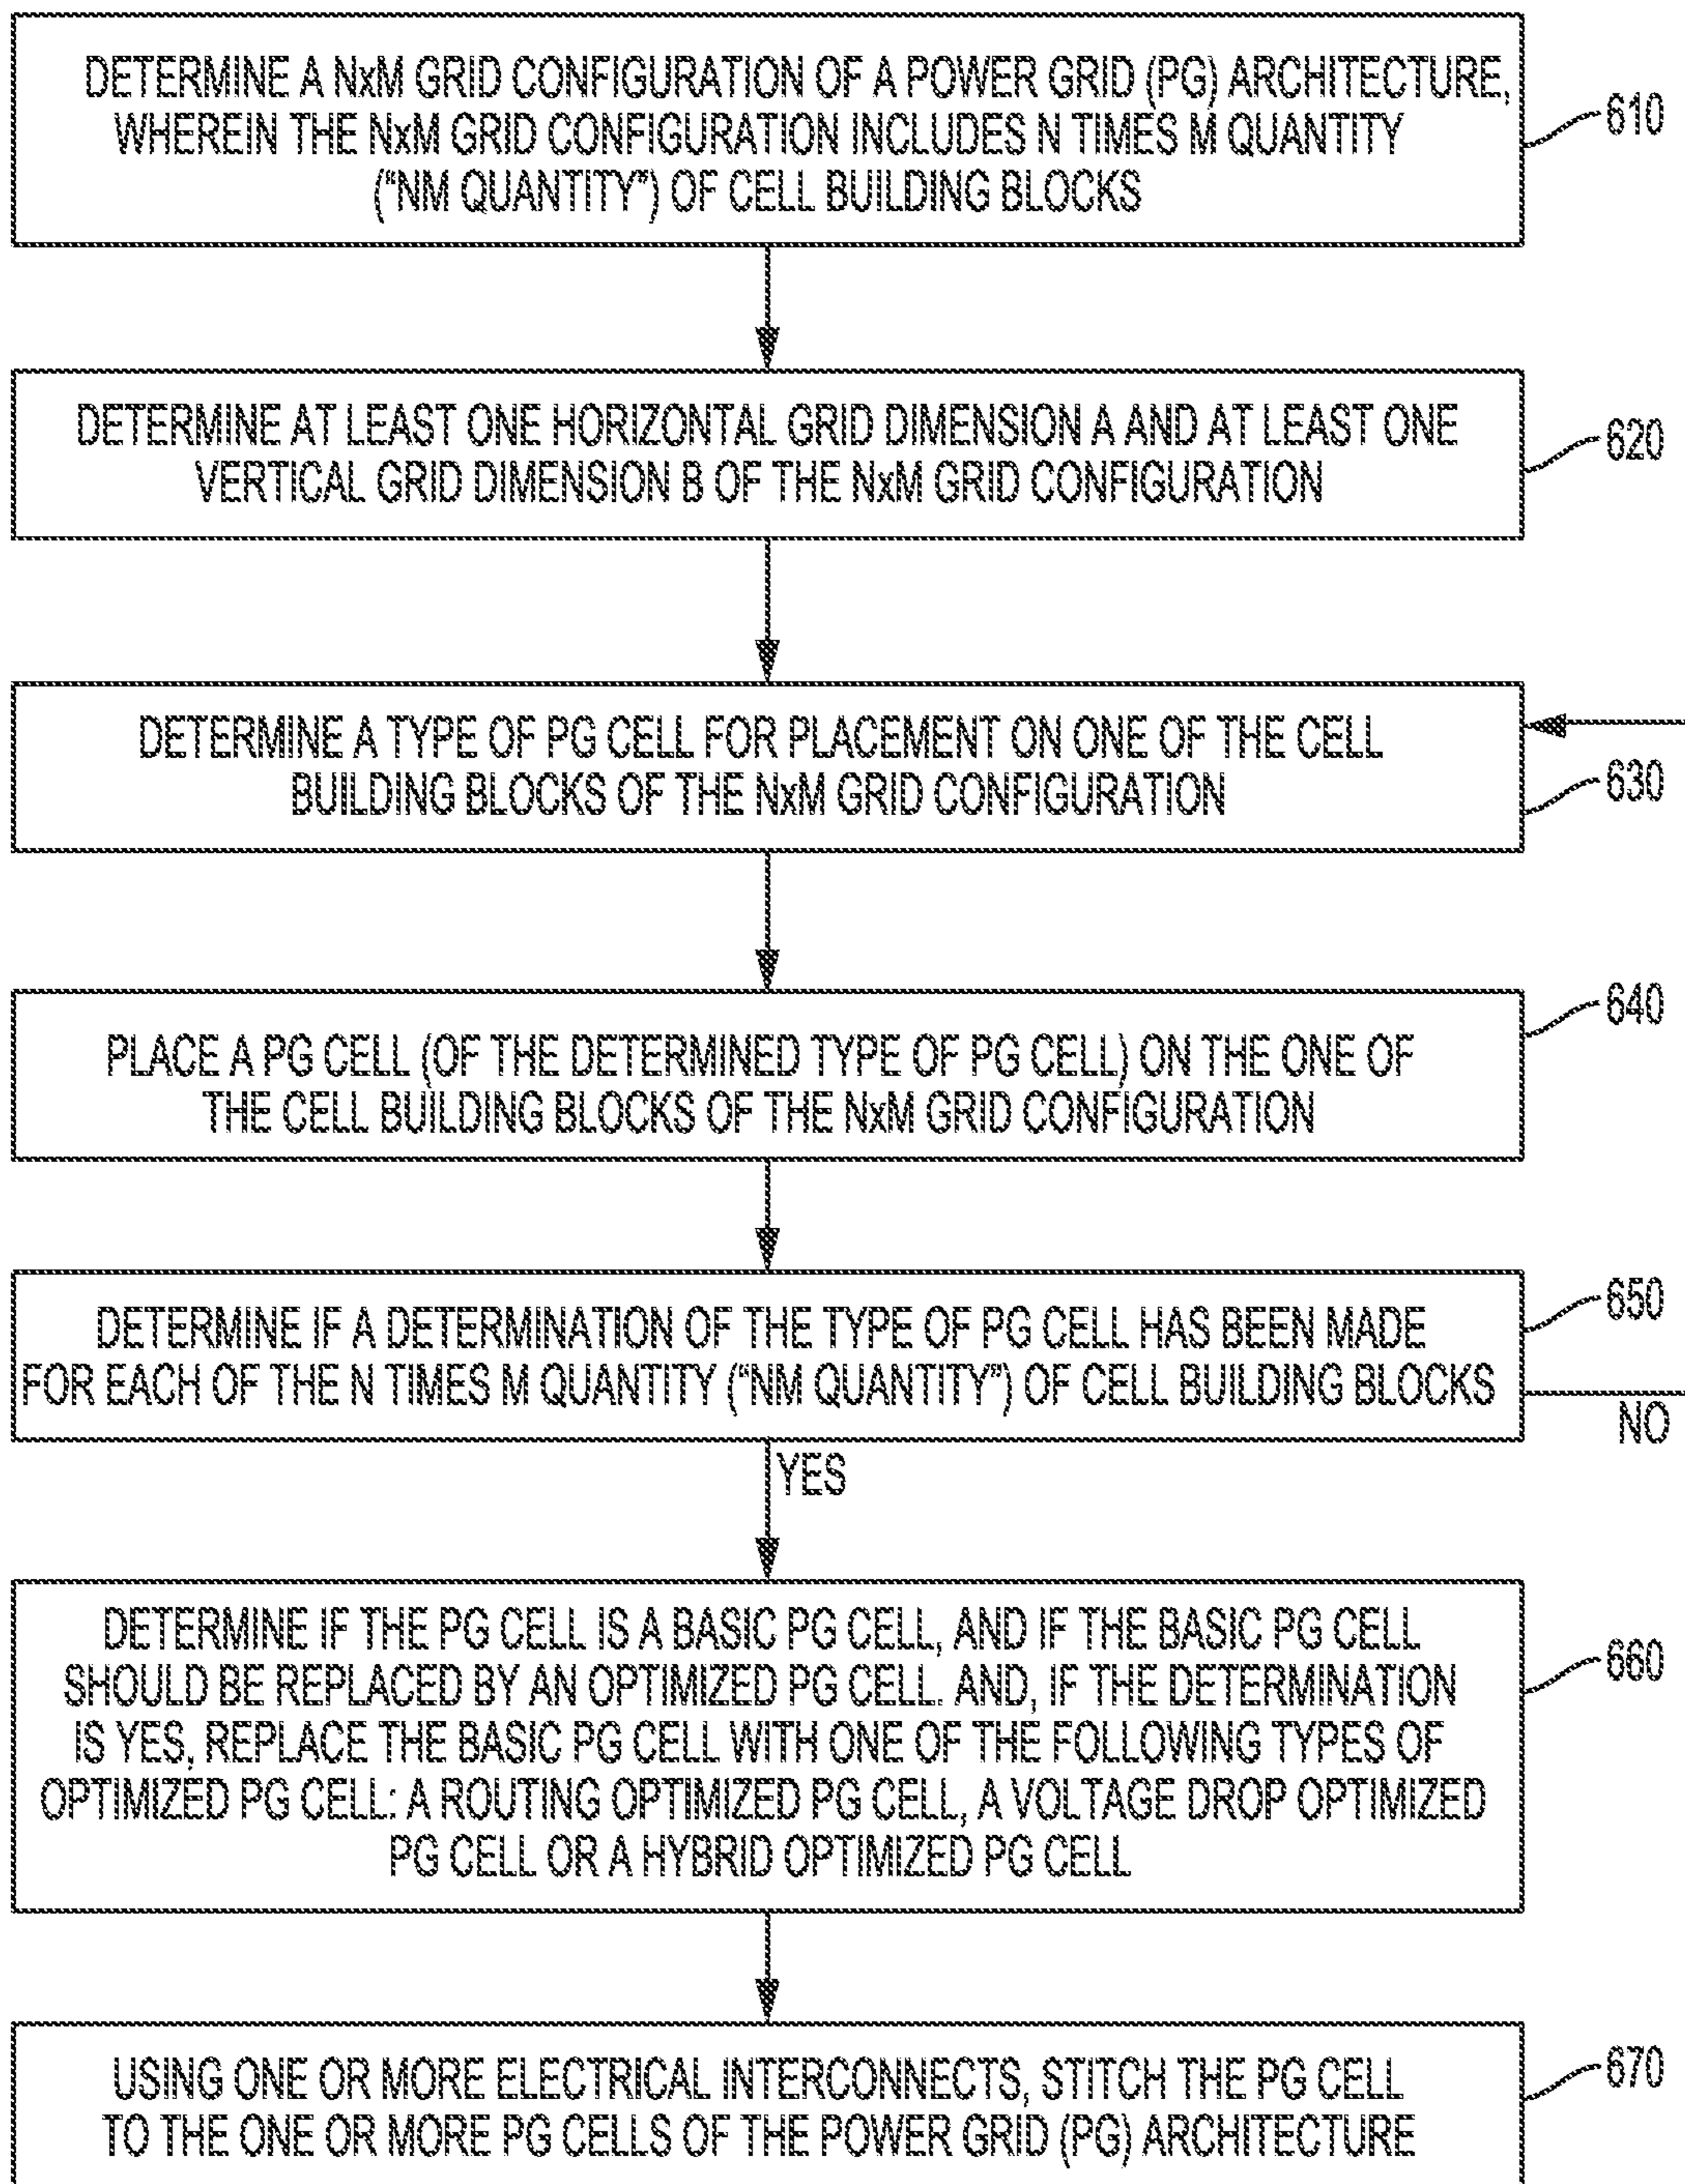 DETERMINE A NxM GRID CONFIGURATION OF A POWER GRID (PG) ARCHITECTURE,
WHEREIN THE NxM GRID CONFIGURATION INCLUDES N TIMES M QUANTITY
("NM QUANTITY") OF CELL BUILDING BLOCKS
610
DETERMINE AT LEAST ONE HORIZONTAL GRID DIMENSION A AND AT LEAST ONE
VERTICAL GRID DIMENSION B OF THE NxM GRID CONFIGURATION
620
DETERMINE A TYPE OF PG CELL FOR PLACEMENT ON ONE OF THE CELL
BUILDING BLOCKS OF THE NxM GRID CONFIGURATION
630
PLACE A PG CELL (OF THE DETERMINED TYPE OF PG CELL) ON THE ONE OF
THE CELL BUILDING BLOCKS OF THE NxM GRID CONFIGURATION
640
DETERMINE IF A DETERMINATION OF THE TYPE OF PG CELL HAS BEEN MADE
FOR EACH OF THE N TIMES M QUANTITY ("NM QUANTITY") OF CELL BUILDING BLOCKS
650
NO
YES
DETERMINE IF THE PG CELL IS A BASIC PG CELL, AND IF THE BASIC PG CELL
SHOULD BE REPLACED BY AN OPTIMIZED PG CELL. AND, IF THE DETERMINATION
IS YES, REPLACE THE BASIC PG CELL WITH ONE OF THE FOLLOWING TYPES OF
OPTIMIZED PG CELL: A ROUTING OPTIMIZED PG CELL, A VOLTAGE DROP OPTIMIZED
PG CELL OR A HYBRID OPTIMIZED PG CELL
660
USING ONE OR MORE ELECTRICAL INTERCONNECTS, STITCH THE PG CELL
TO THE ONE OR MORE PG CELLS OF THE POWER GRID (PG) ARCHITECTURE
670